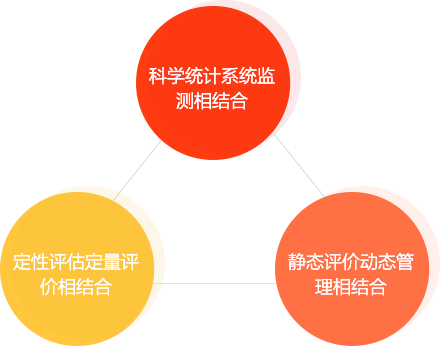 科学统计系统监
测相结合
定性评估定量评
价相结合
静态评价动态管
理相结合